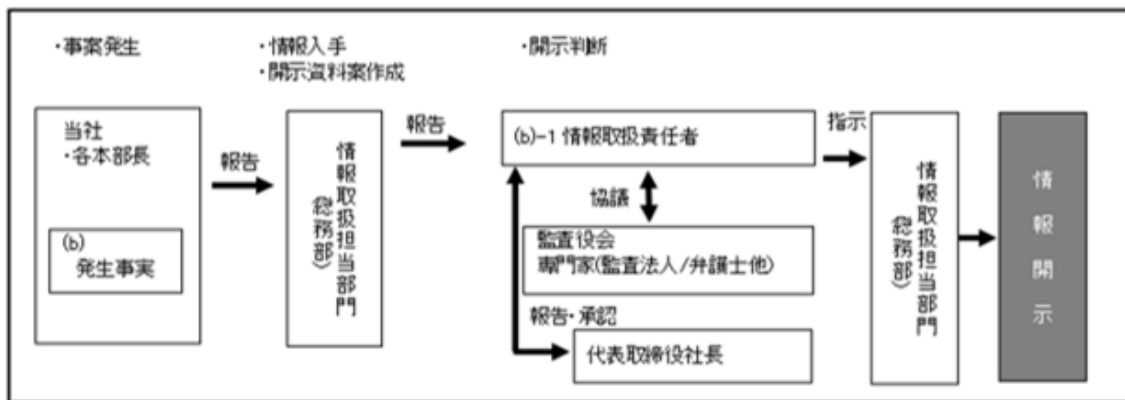 ・事案発生
・情報入手
・開示資料案作成
・開示判断
当社
・各本部長
(b)
発生事実
報告
情報取扱担当部門
(総務部)
報告
(b)-1 情報取扱責任者
協議
監査役会
専門家(監査法人/弁護士他)
報告・承認
代表取締役社長
指示
情報取扱担当部門
(総務部)
情報開示